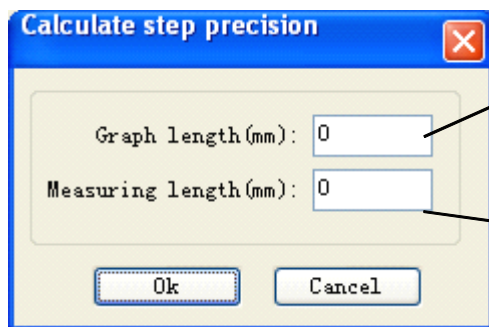 Calculate step precision
Graph length(mm): 0
Measuring length(mm): 0
Ok Cancel